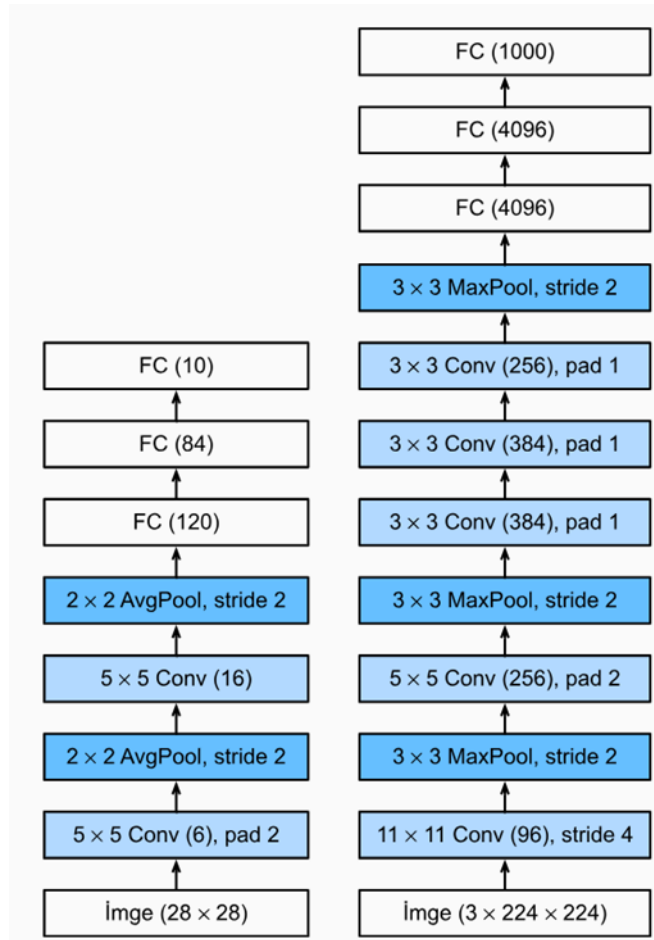 FC (10)
FC (84)
FC (120)
2 × 2 AvgPool, stride 2
5 × 5 Conv (16)
2 × 2 AvgPool, stride 2
5 × 5 Conv (6), pad 2
İmge (28 × 28)
FC (1000)
FC (4096)
FC (4096)
3 × 3 MaxPool, stride 2
3 × 3 Conv (256), pad 1
3 × 3 Conv (384), pad 1
3 × 3 Conv (384), pad 1
3 × 3 MaxPool, stride 2
5 × 5 Conv (256), pad 2
3 × 3 MaxPool, stride 2
11 × 11 Conv (96), stride 4
İmge (3 × 224 × 224)